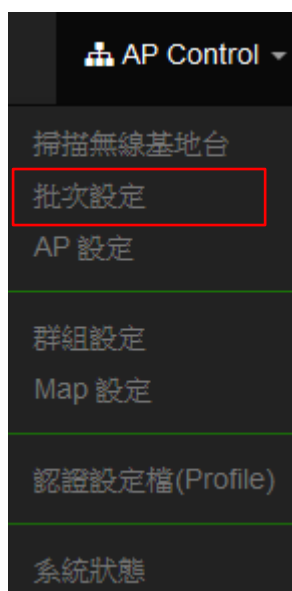 AP Control
掃描無線基地台
批次設定
AP 設定
群組設定
Map 設定
認證設定檔(Profile)
系統狀態